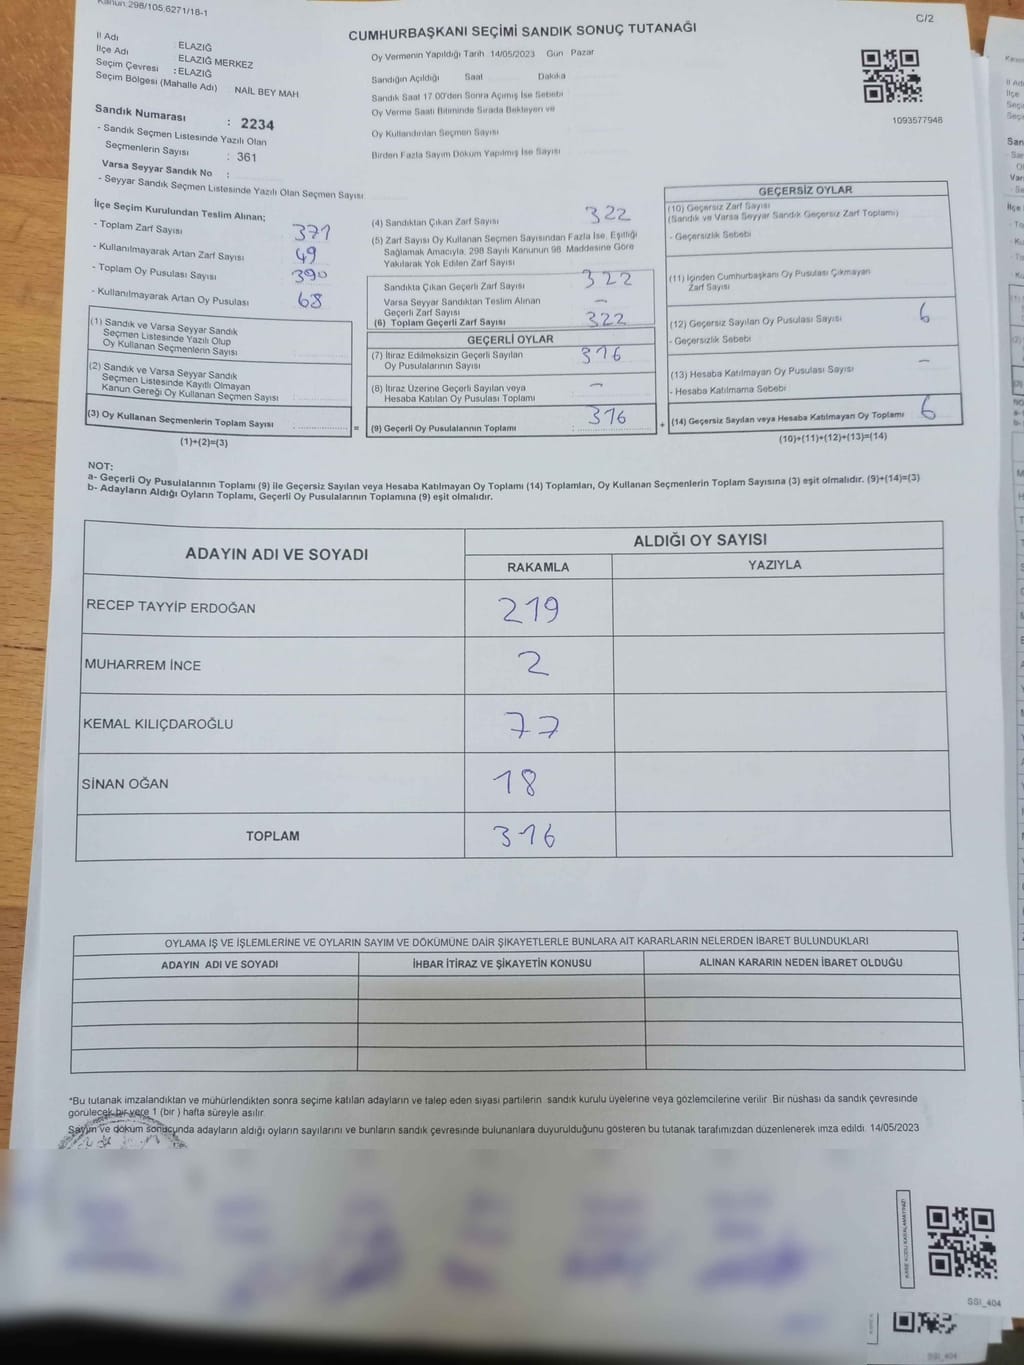 Kanun:298/105,6271/18-1
C/2
CUMHURBAŞKANI SEÇİMİ SANDIK SONUÇ TUTANAĞI
İl Adı : ELAZIĞ
İlçe Adı ELAZIĞ MERKEZ
Seçim Çevresi : ELAZIĞ
Seçim Bölgesi (Mahalle Adı) NAİL BEY MAH.
Sandık Numarası : 2234
- Sandık Seçmen Listesinde Yazılı Olan
Seçmenlerin Sayısı : 361
Varsa Seyyar Sandık No :
- Seyyar Sandık Seçmen Listesinde Yazılı Olan Seçmen Sayısı
Oy Vermenin Yapıldığı Tarih 14/05/2023 Gün Pazar
Sandığın Açıldığı Saat Dakika
Sandık Saat 17.00'den Sonra Açılmış İse Sebebi
Oy Verme Saati Bitiminde Sırada Bekleyen ve
Oy Kullandırılan Seçmen Sayısı
Birden Fazla Sayım Döküm Yapılmış İse Sayısı
1093577948
İlçe Seçim Kurulundan Teslim Alınan;
- Toplam Zarf Sayısı 371
- Kullanılmayarak Artan Zarf Sayısı 49
- Toplam Oy Pusulası Sayısı 390
- Kullanılmayarak Artan Oy Pusulası 68
(1) Sandık ve Varsa Seyyar Sandık
Seçmen Listesinde Yazılı Olup
Oy Kullanan Seçmenlerin Sayısı
(2) Sandık ve Varsa Seyyar Sandık
Seçmen Listesinde Kayıtlı Olmayan
Kanun Gereği Oy Kullanan Seçmen Sayısı
(3) Oy Kullanan Seçmenlerin Toplam Sayısı :
(1)+(2)=(3)
=
(4) Sandıktan Çıkan Zarf Sayısı 322
(5) Zarf Sayısı Oy Kullanan Seçmen Sayısından Fazla İse, Eşitliği
Sağlamak Amacıyla, 298 Sayılı Kanunun 98. Maddesine Göre
Yakılarak Yok Edilen Zarf Sayısı
Sandıkta Çıkan Geçerli Zarf Sayısı 322
Varsa Seyyar Sandıktan Teslim Alınan
Geçerli Zarf Sayısı –
(6) Toplam Geçerli Zarf Sayısı 322
GEÇERLİ OYLAR
(7) İtiraz Edilmeksizin Geçerli Sayılan
Oy Pusulalarının Sayısı 316
(8) İtiraz Üzerine Geçerli Sayılan veya
Hesaba Katılan Oy Pusulası Toplamı –
(9) Geçerli Oy Pusulalarının Toplamı : 316
+
GEÇERSİZ OYLAR
(10) Geçersiz Zarf Sayısı
(Sandık ve Varsa Seyyar Sandık Geçersiz Zarf Toplamı)
- Geçersizlik Sebebi
(11) İçinden Cumhurbaşkanı Oy Pusulası Çıkmayan
Zarf Sayısı
(12) Geçersiz Sayılan Oy Pusulası Sayısı 6
- Geçersizlik Sebebi
(13) Hesaba Katılmayan Oy Pusulası Sayısı –
- Hesaba Katılmama Sebebi
(14) Geçersiz Sayılan veya Hesaba Katılmayan Oy Toplamı 6
(10)+(11)+(12)+(13)=(14)
NOT:
a- Geçerli Oy Pusulalarının Toplamı (9) ile Geçersiz Sayılan veya Hesaba Katılmayan Oy Toplamı (14) Toplamları, Oy Kullanan Seçmenlerin Toplam Sayısına (3) eşit olmalıdır. (9)+(14)=(3)
b- Adayların Aldığı Oyların Toplamı, Geçerli Oy Pusulalarının Toplamına (9) eşit olmalıdır.
ADAYIN ADI VE SOYADI ALDIĞI OY SAYISI
RAKAMLA YAZIYLA
RECEP TAYYİP ERDOĞAN 219
MUHARREM İNCE 2
KEMAL KILIÇDAROĞLU 77
SİNAN OĞAN 18
TOPLAM 316
OYLAMA İŞ VE İŞLEMLERİNE VE OYLARIN SAYIM VE DÖKÜMÜNE DAİR ŞİKAYETLERLE BUNLARA AİT KARARLARIN NELERDEN İBARET BULUNDUKLARI
ADAYIN ADI VE SOYADI İHBAR İTİRAZ VE ŞİKAYETİN KONUSU ALINAN KARARIN NEDEN İBARET OLDUĞU
*Bu tutanak imzalandıktan ve mühürlendikten sonra seçime katılan adayların ve talep eden siyasi partilerin sandık kurulu üyelerine veya gözlemcilerine verilir. Bir nüshası da sandık çevresinde
görülecek bir yere 1 (bir) hafta süreyle asılır.
Sayım ve döküm sonucunda adayların aldığı oyların sayılarını ve bunların sandık çevresinde bulunanlara duyurulduğunu gösteren bu tutanak tarafımızdan düzenlenerek imza edildi. 14/05/2023
KARE KODU KARALAMAYINIZ!
SSI_404
SSI_404